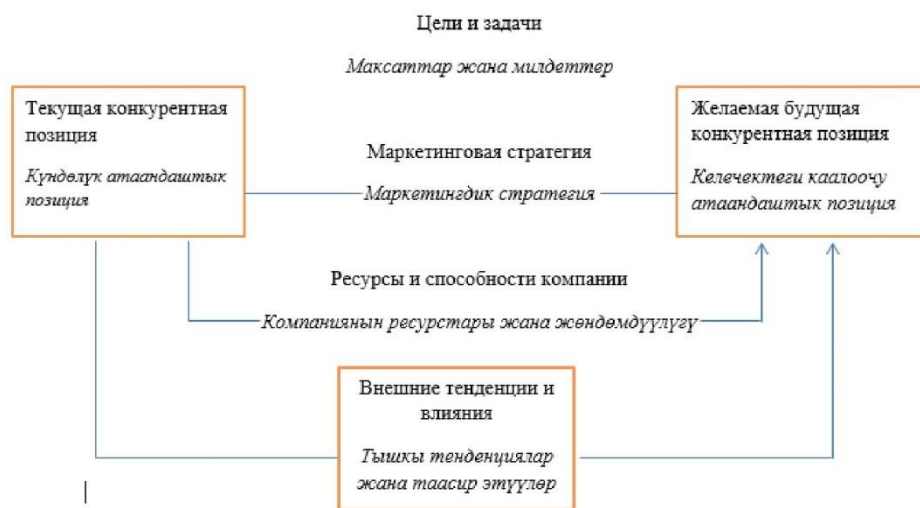 Цели и задачи
Максаттар жана милдеттер
Текущая конкурентная
позиция
Күндөлүк атаандаштык
позиция
Маркетинговая стратегия
Маркетингдик стратегия
Желаемая будущая
конкурентная позиция
Келечектеги каалоочу
атаандаштык позиция
Ресурсы и способности компании
Компаниянын ресурстары жана жөндөмдүүлүгү
Внешние тенденции и
влияния
Тышкы тенденциялар
жана таасир этүүлөр